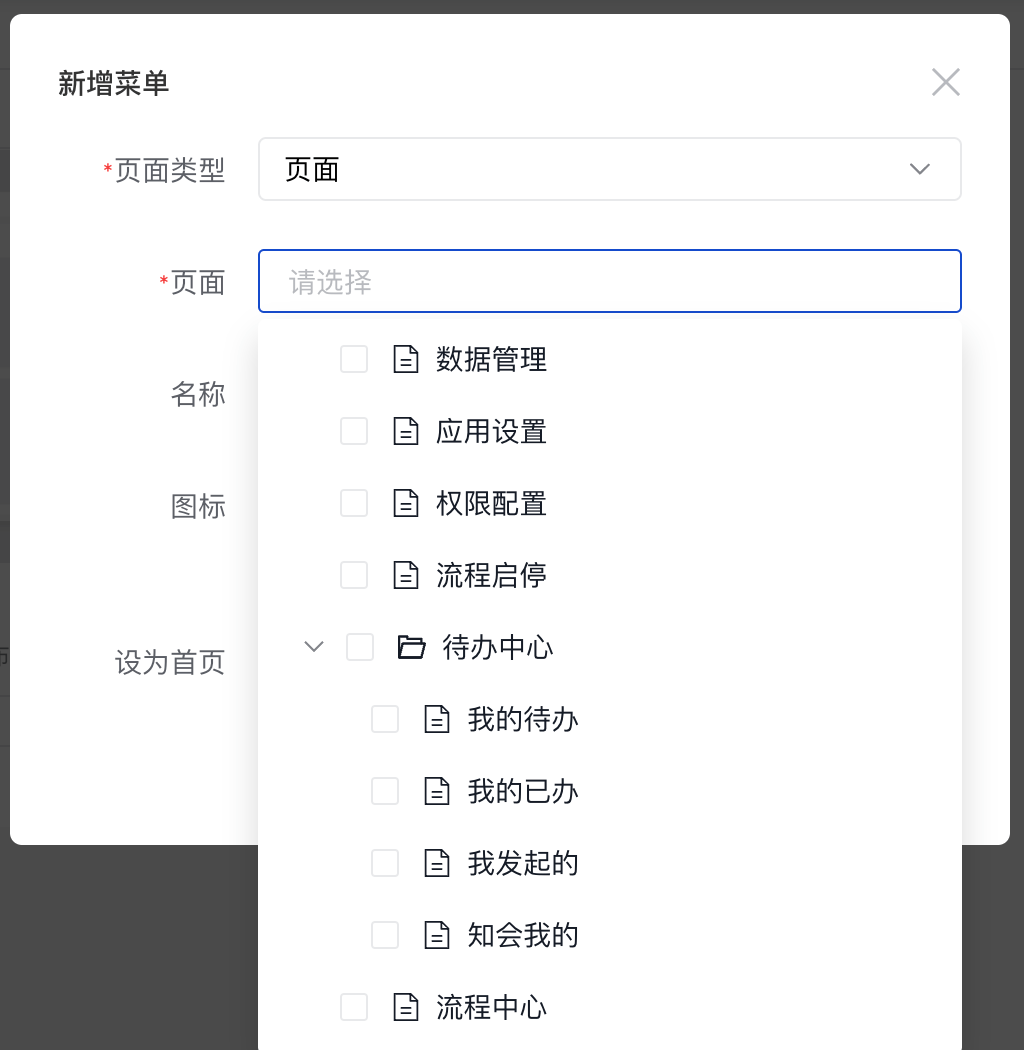 新增菜单
*页面类型
页面
*页面
请选择
名称
图标
设为首页
数据管理
应用设置
权限配置
流程启停
待办中心
我的待办
我的已办
我发起的
知会我的
流程中心